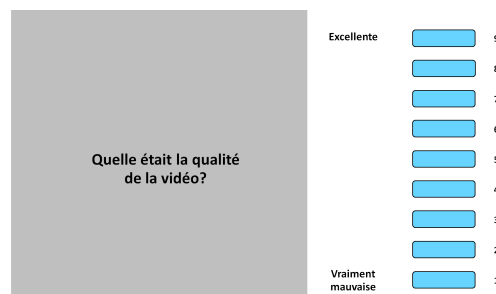 Quelle était la qualité
de la vidéo?
Excellente
9
8
7
6
5
4
3
2
1
Vraiment
mauvaise